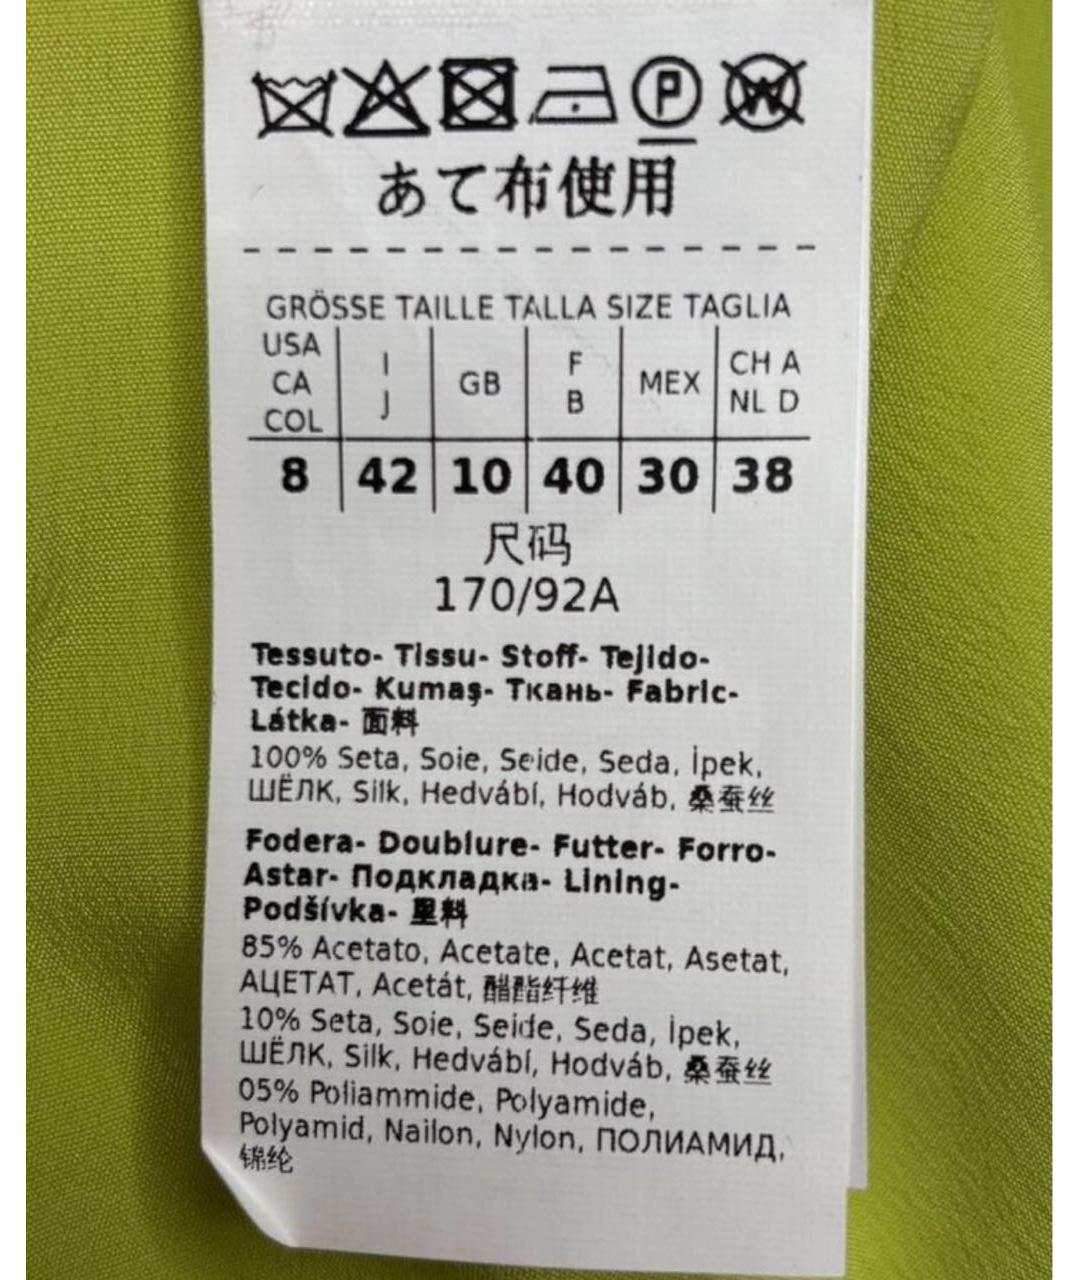 P W
あて布使用
GRÖSSE TAILLE TALLA SIZE TAGLIA
USA CA COL I J GB F B MEX CH A NL D
8 42 10 40 30 38
尺码
170/92A
Tessuto- Tissu- Stoff- Tejido-
Tecido- Kumaş- Ткань- Fabric-
Látka- 面料
100% Seta, Soie, Seide, Seda, İpek,
ШЁЛК, Silk, Hedvábí, Hodváb, 桑蚕丝
Fodera- Doublure- Futter- Forro-
Astar- Подкладка- Lining-
Podšívka- 里料
85% Acetato, Acetate, Acetat, Asetat,
АЦЕТАТ, Acetát, 醋酯纤维
10% Seta, Soie, Seide, Seda, İpek,
ШЁЛК, Silk, Hedvábí, Hodváb, 桑蚕丝
05% Poliammide, Polyamide,
Polyamid, Nailon, Nylon, ПОЛИАМИД,
锦纶